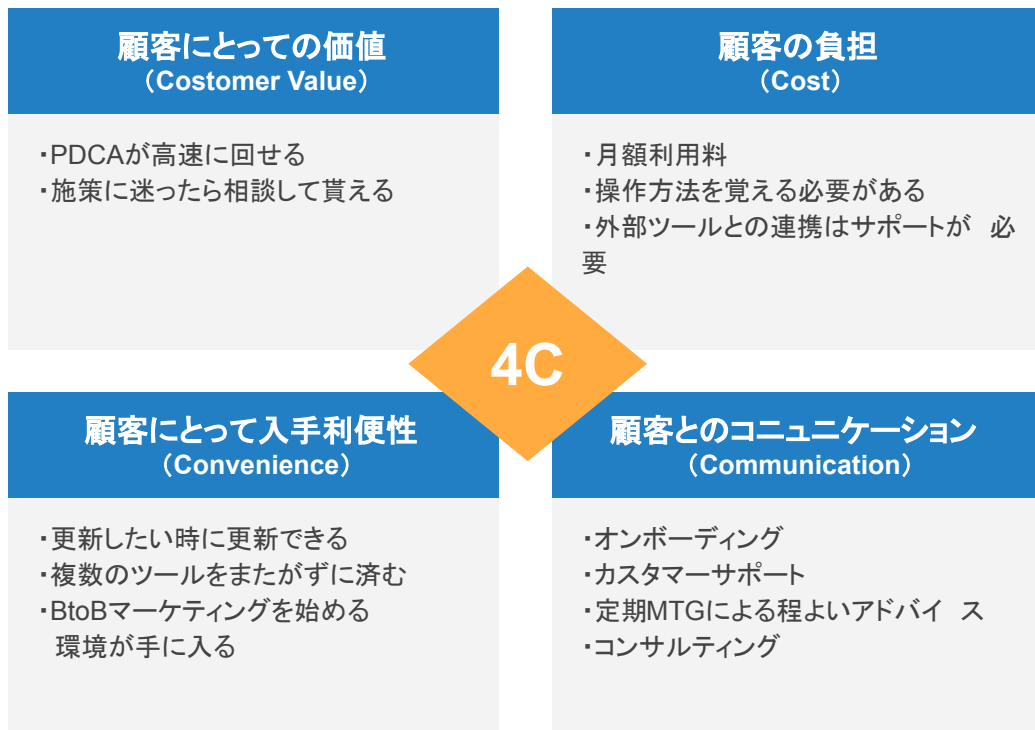 顧客にとっての価値
（Costomer Value）
・PDCAが高速に回せる
・施策に迷ったら相談して貰える
顧客の負担
（Cost）
・月額利用料
・操作方法を覚える必要がある
・外部ツールとの連携はサポートが　必
要
4C
顧客にとって入手利便性
（Convenience）
・更新したい時に更新できる
・複数のツールをまたがずに済む
・BtoBマーケティングを始める
環境が手に入る
顧客とのコニュニケーション
（Communication）
・オンボーディング
・カスタマーサポート
・定期MTGによる程よいアドバイ　ス
・コンサルティング